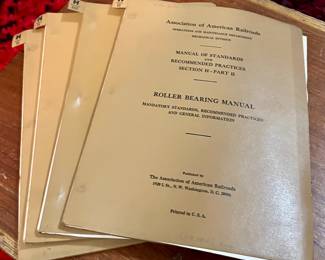 Association of American Railroads
OPERATIONS AND MAINTENANCE DEPARTMENT
MECHANICAL DIVISION
MANUAL OF STANDARDS
AND
RECOMMENDED PRACTICES
SECTION H - PART II
ROLLER BEARING MANUAL
MANDATORY STANDARDS, RECOMMENDED PRACTICES
AND GENERAL INFORMATION
Published by
The Association of American Railroads
1920 L St., N. W. Washington, D. C. 20036
Printed in U. S. A.